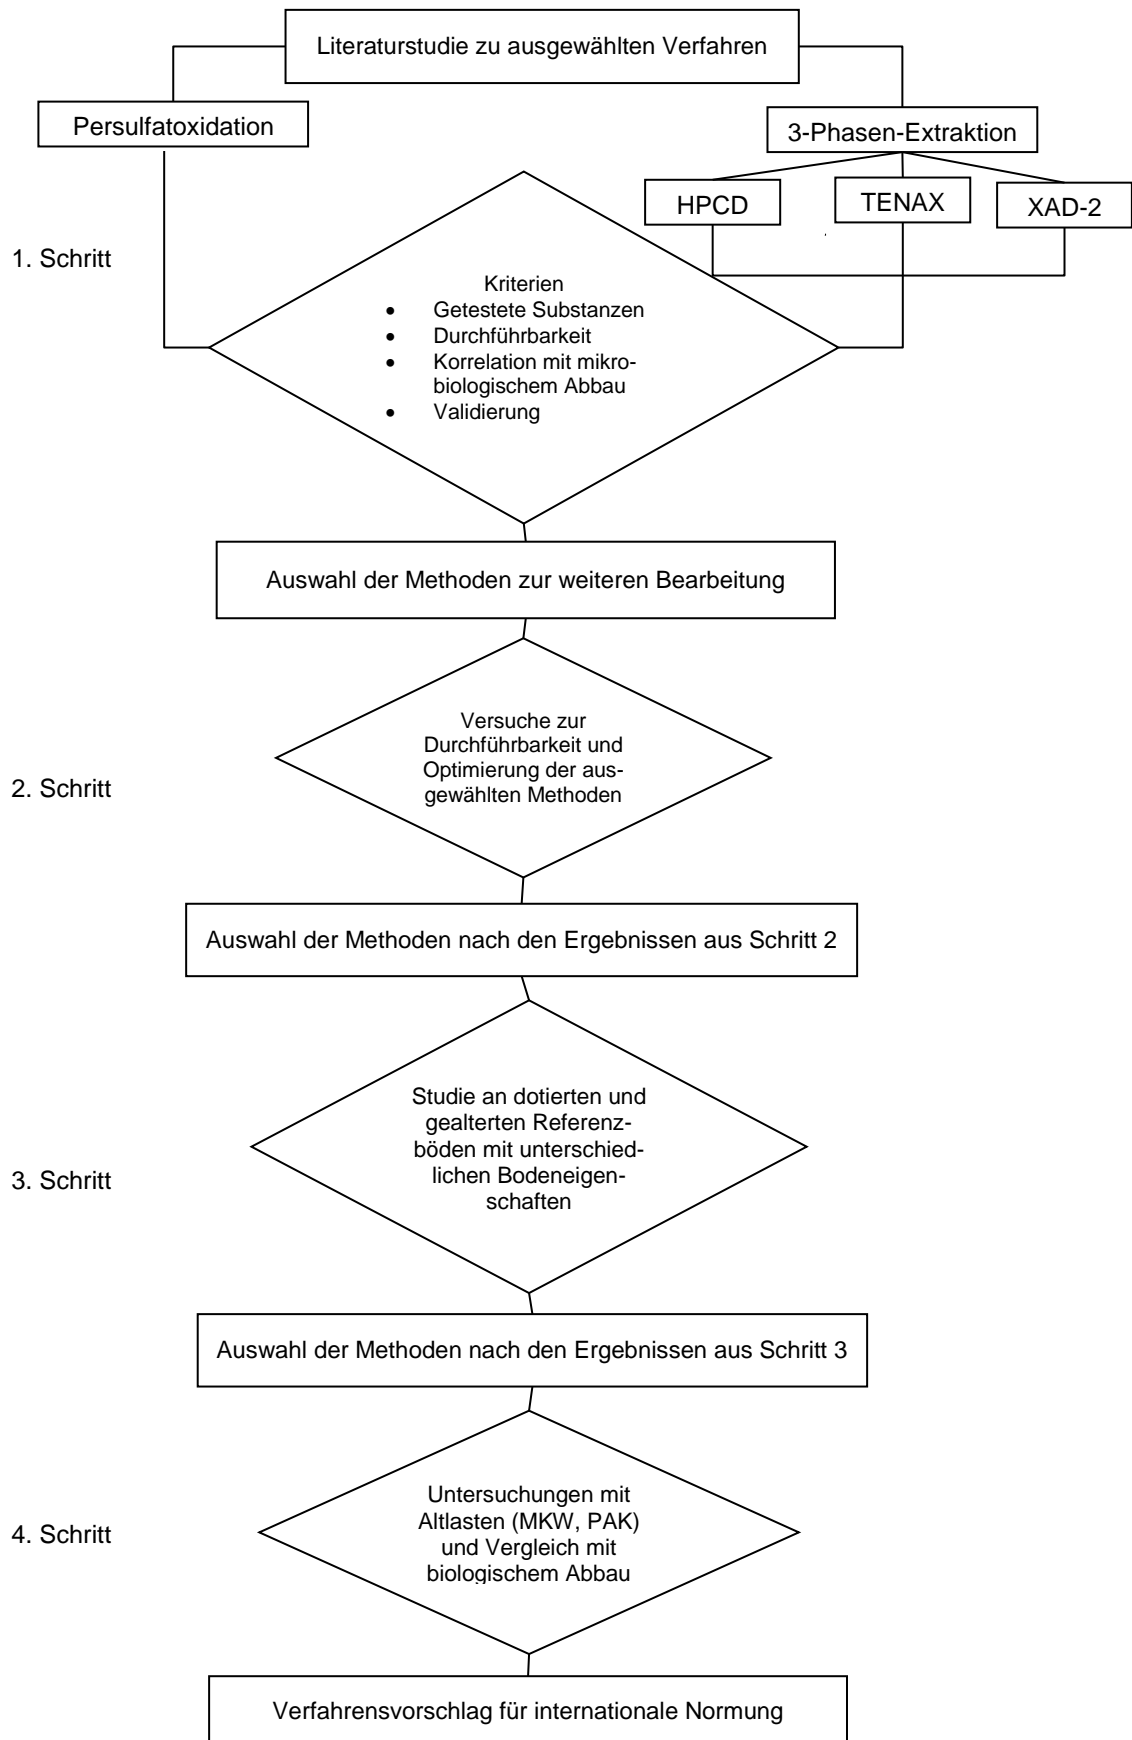 Literaturstudie zu ausgewählten Verfahren
Persulfatoxidation
3-Phasen-Extraktion
HPCD
TENAX
XAD-2
1. Schritt
Kriterien
• Getestete Substanzen
• Durchführbarkeit
• Korrelation mit mikro-
biologischem Abbau
• Validierung
Auswahl der Methoden zur weiteren Bearbeitung
2. Schritt
Versuche zur
Durchführbarkeit und
Optimierung der aus-
gewählten Methoden
Auswahl der Methoden nach den Ergebnissen aus Schritt 2
3. Schritt
Studie an dotierten und
gealterten Referenz-
böden mit unterschied-
lichen Bodeneigen-
schaften
Auswahl der Methoden nach den Ergebnissen aus Schritt 3
4. Schritt
Untersuchungen mit
Altlasten (MKW, PAK)
und Vergleich mit
biologischem Abbau
Verfahrensvorschlag für internationale Normung